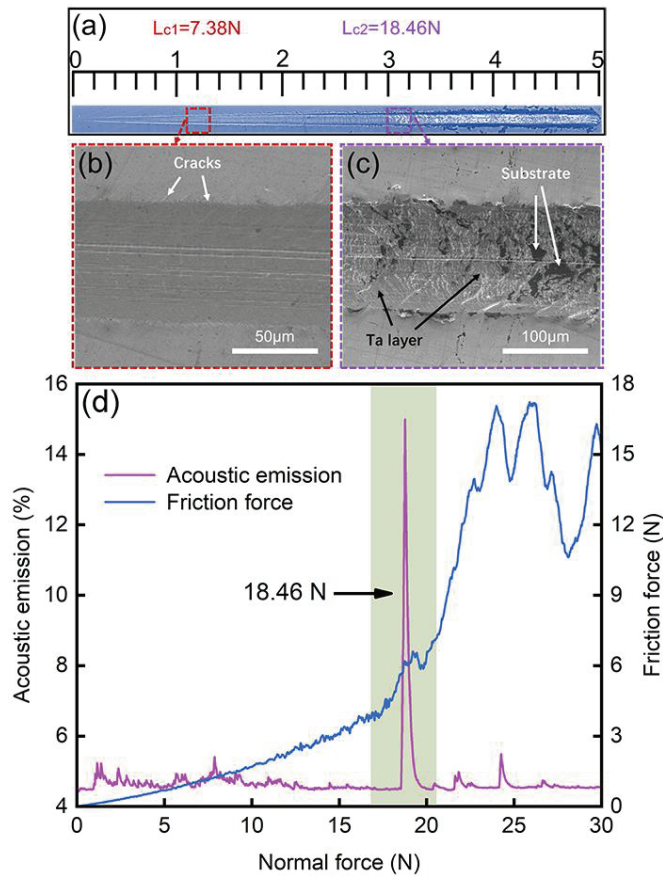 (a)
Lc1=7.38N
Lc2=18.46N
0 1 2 3 4 5
(b)
Cracks
50μm
(c)
Substrate
Ta layer
100μm
(d)
Acoustic emission
Friction force
18.46 N
16
14
12
10
8
6
4
Acoustic emission (%)
18
15
12
9
6
3
0
Friction force (N)
0 5 10 15 20 25 30
Normal force (N)